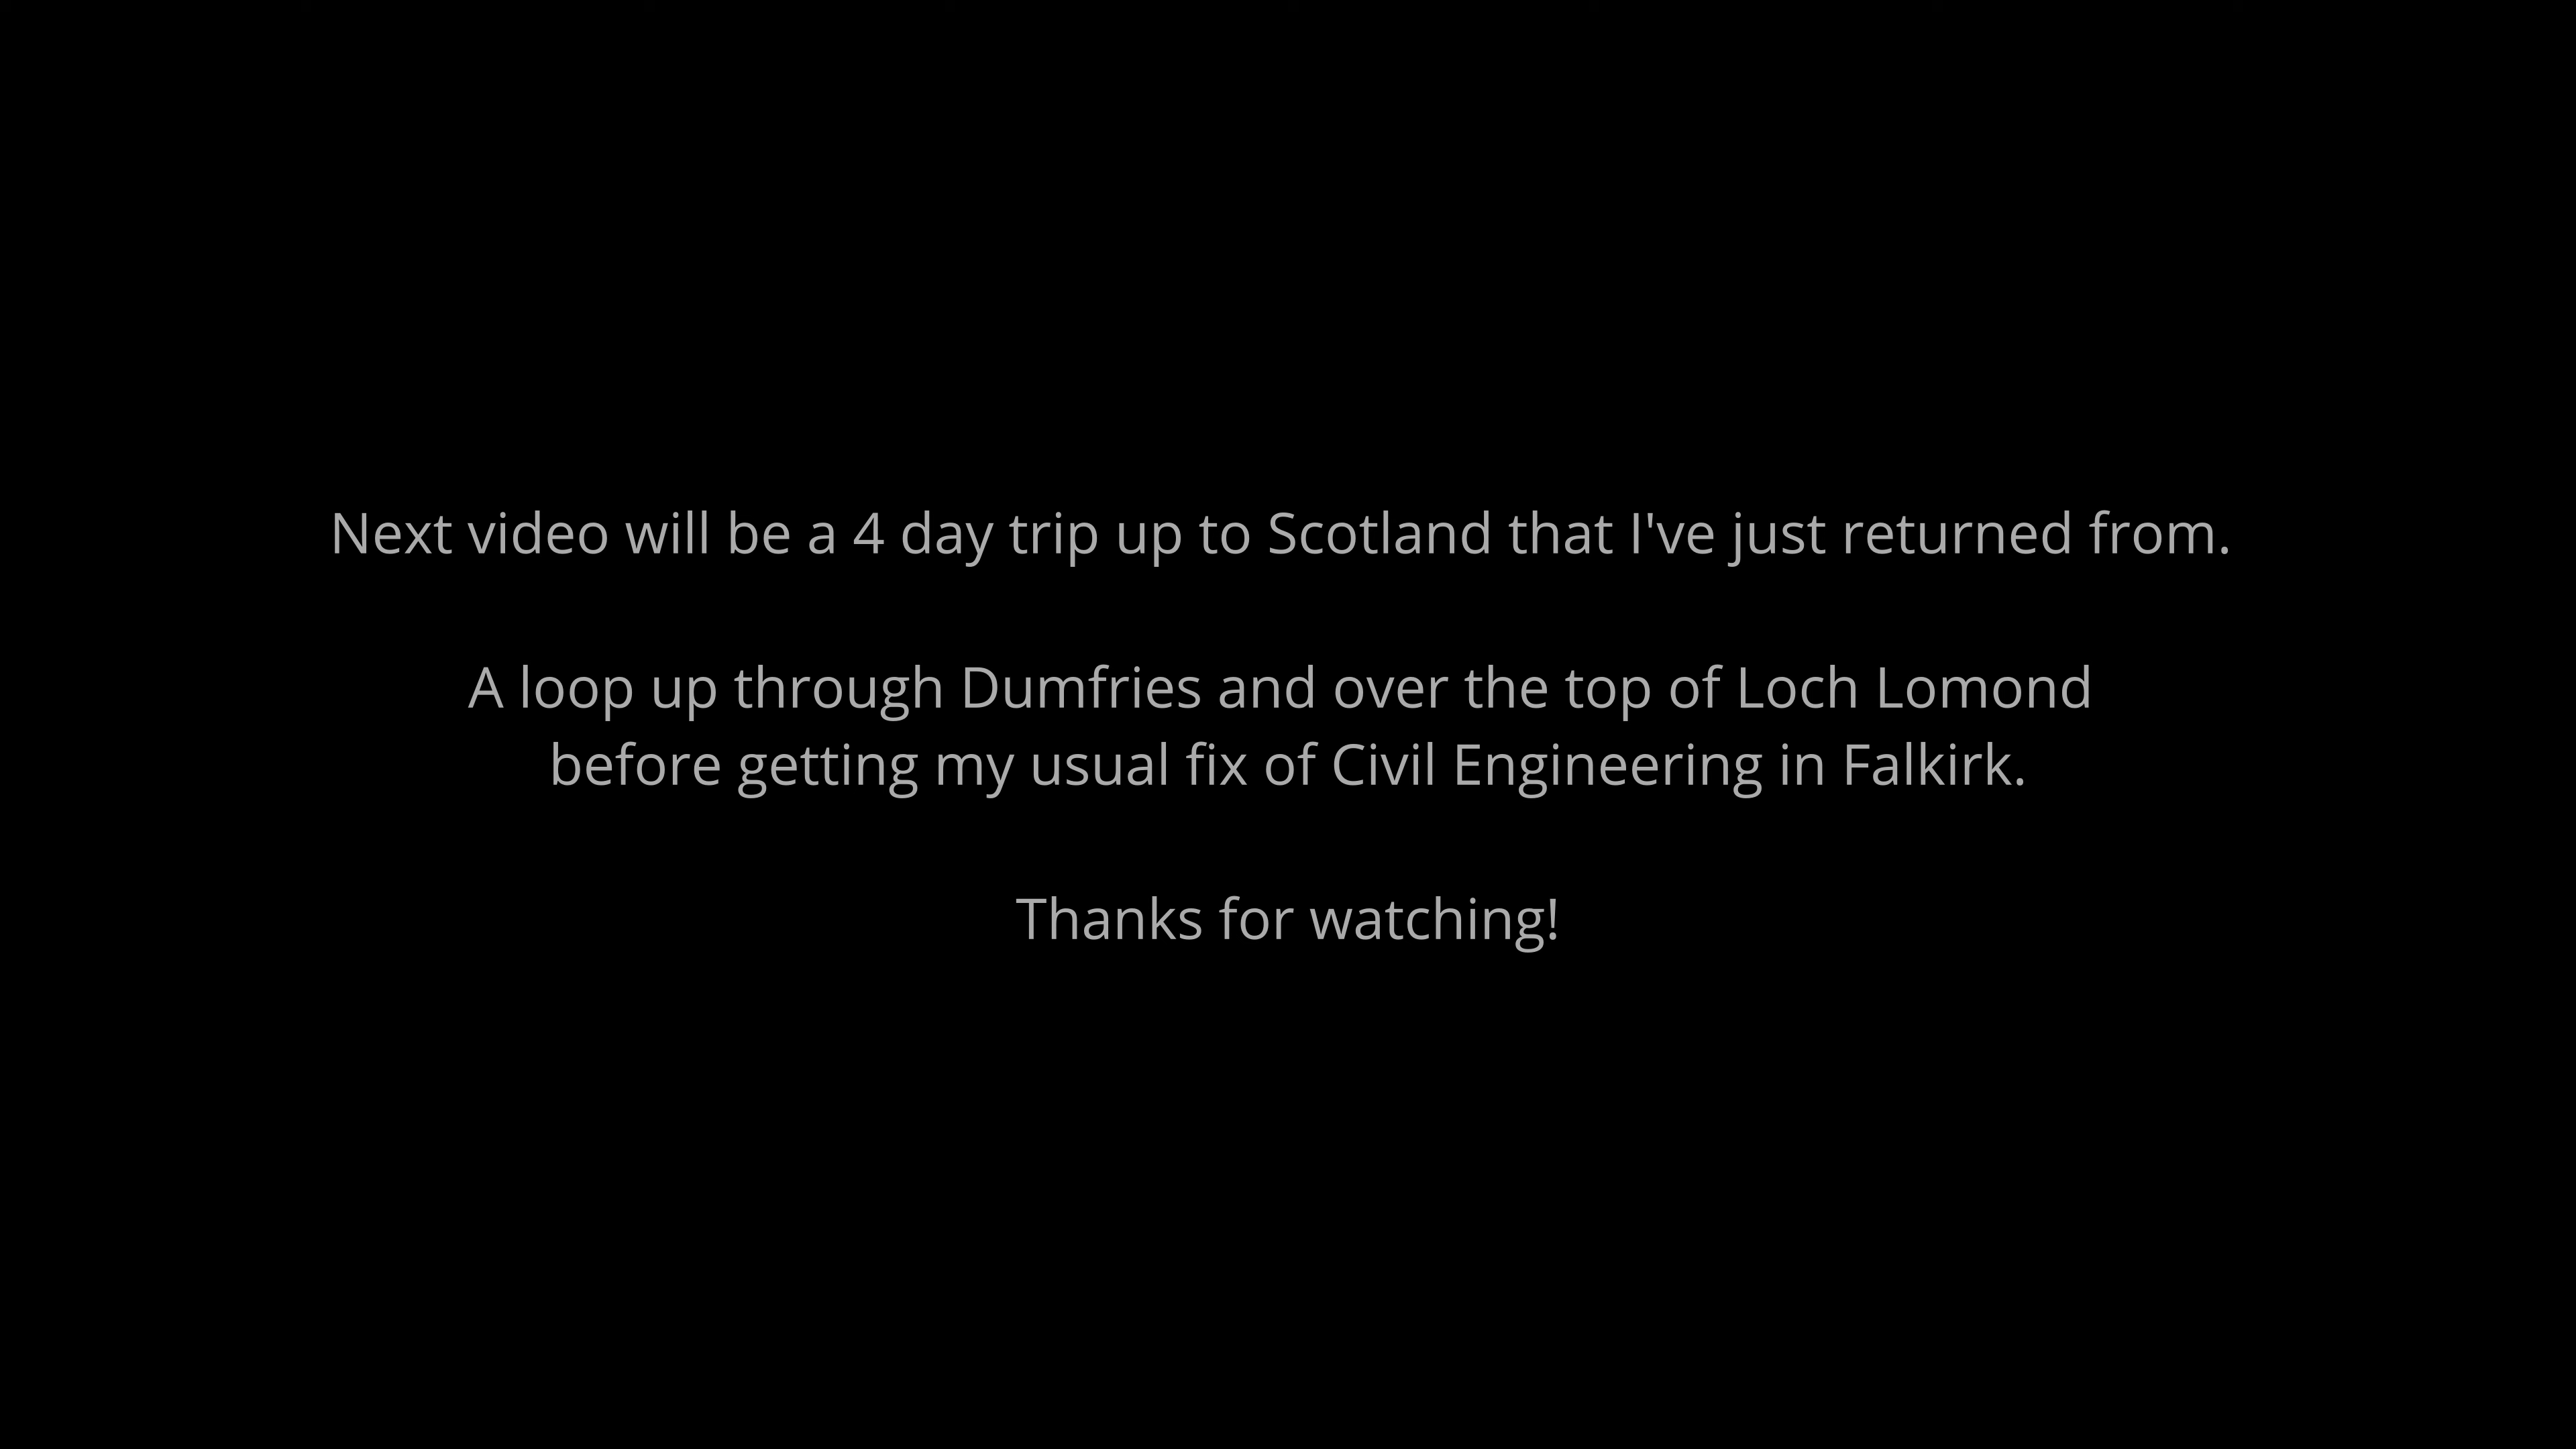 Next video will be a 4 day trip up to Scotland that I've just returned from.
A loop up through Dumfries and over the top of Loch Lomond
before getting my usual fix of Civil Engineering in Falkirk.
Thanks for watching!